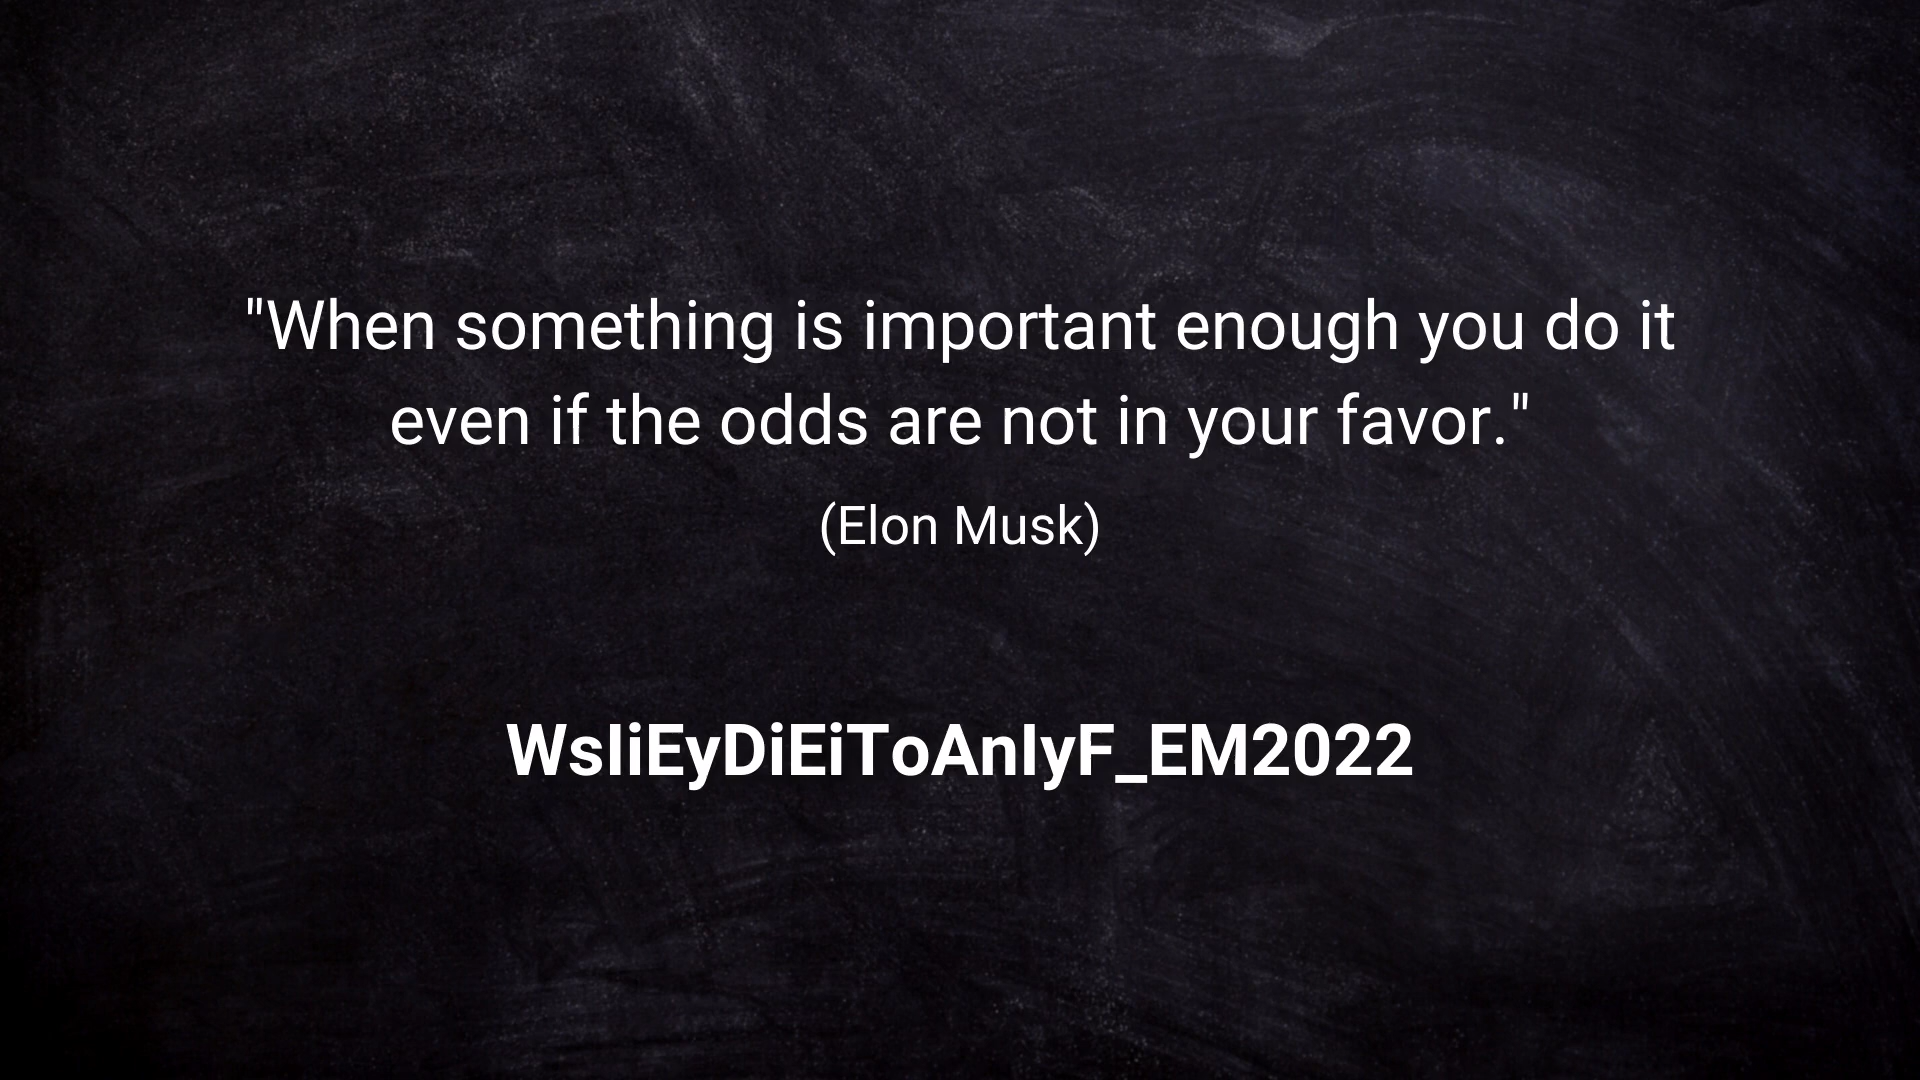 "When something is important enough you do it
even if the odds are not in your favor."
(Elon Musk)
WsIiEyDiEiToAnIyF_EM2022